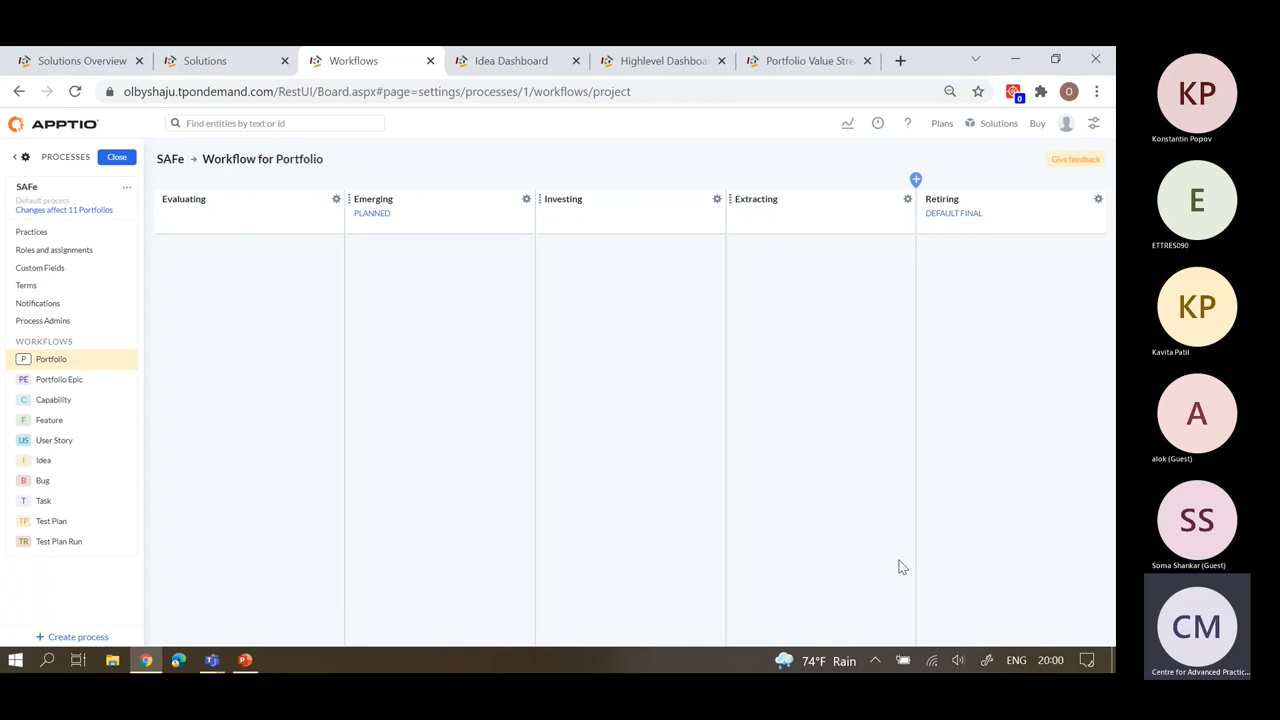 Solutions Overview
Solutions
Workflows
Idea Dashboard
Highlevel Dashboar
Portfolio Value Stre
olbyshaju.tpondemand.com/RestUI/Board.aspx#page=settings/processes/1/workflows/project
0
O
APPTIO
Find entities by text or id
Plans
Solutions
Buy
PROCESSES
Close
SAFe → Workflow for Portfolio
Give feedback
SAFe
Default process
Changes affect 11 Portfolios
Practices
Roles and assignments
Custom Fields
Terms
Notifications
Process Admins
WORKFLOWS
P Portfolio
PE Portfolio Epic
C Capability
F Feature
US User Story
I Idea
B Bug
T Task
TP Test Plan
TR Test Plan Run
+ Create process
Evaluating
Emerging
PLANNED
Investing
Extracting
Retiring
DEFAULT FINAL
74°F Rain
ENG
20:00
KP
Konstantin Popov
E
ETTRES090
KP
Kavita Patil
A
alok (Guest)
SS
Soma Shankar (Guest)
CM
Centre for Advanced Practic...